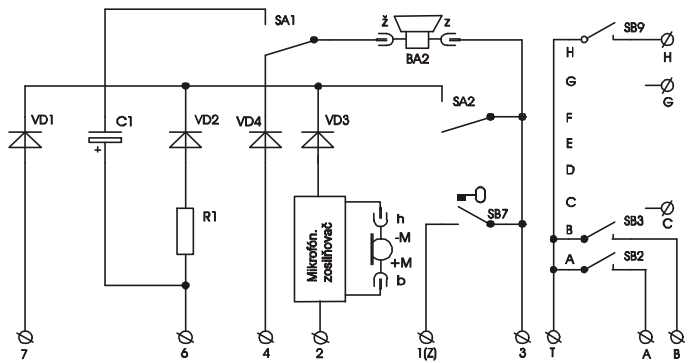 SA1
ž
z
BA2
SB9
H
H
G
G
SA2
VD1
C1
+
VD2
VD4
VD3
F
E
D
C
C
R1
Mikrofón.
zosilňovač
h
-M
+M
b
SB7
B
SB3
A
SB2
7
6
4
2
1(Z)
3
T
A
B